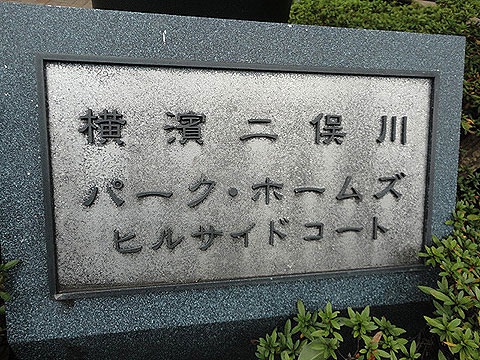 横濱二俣川
パーク・ホームズ
ヒルサイドコート